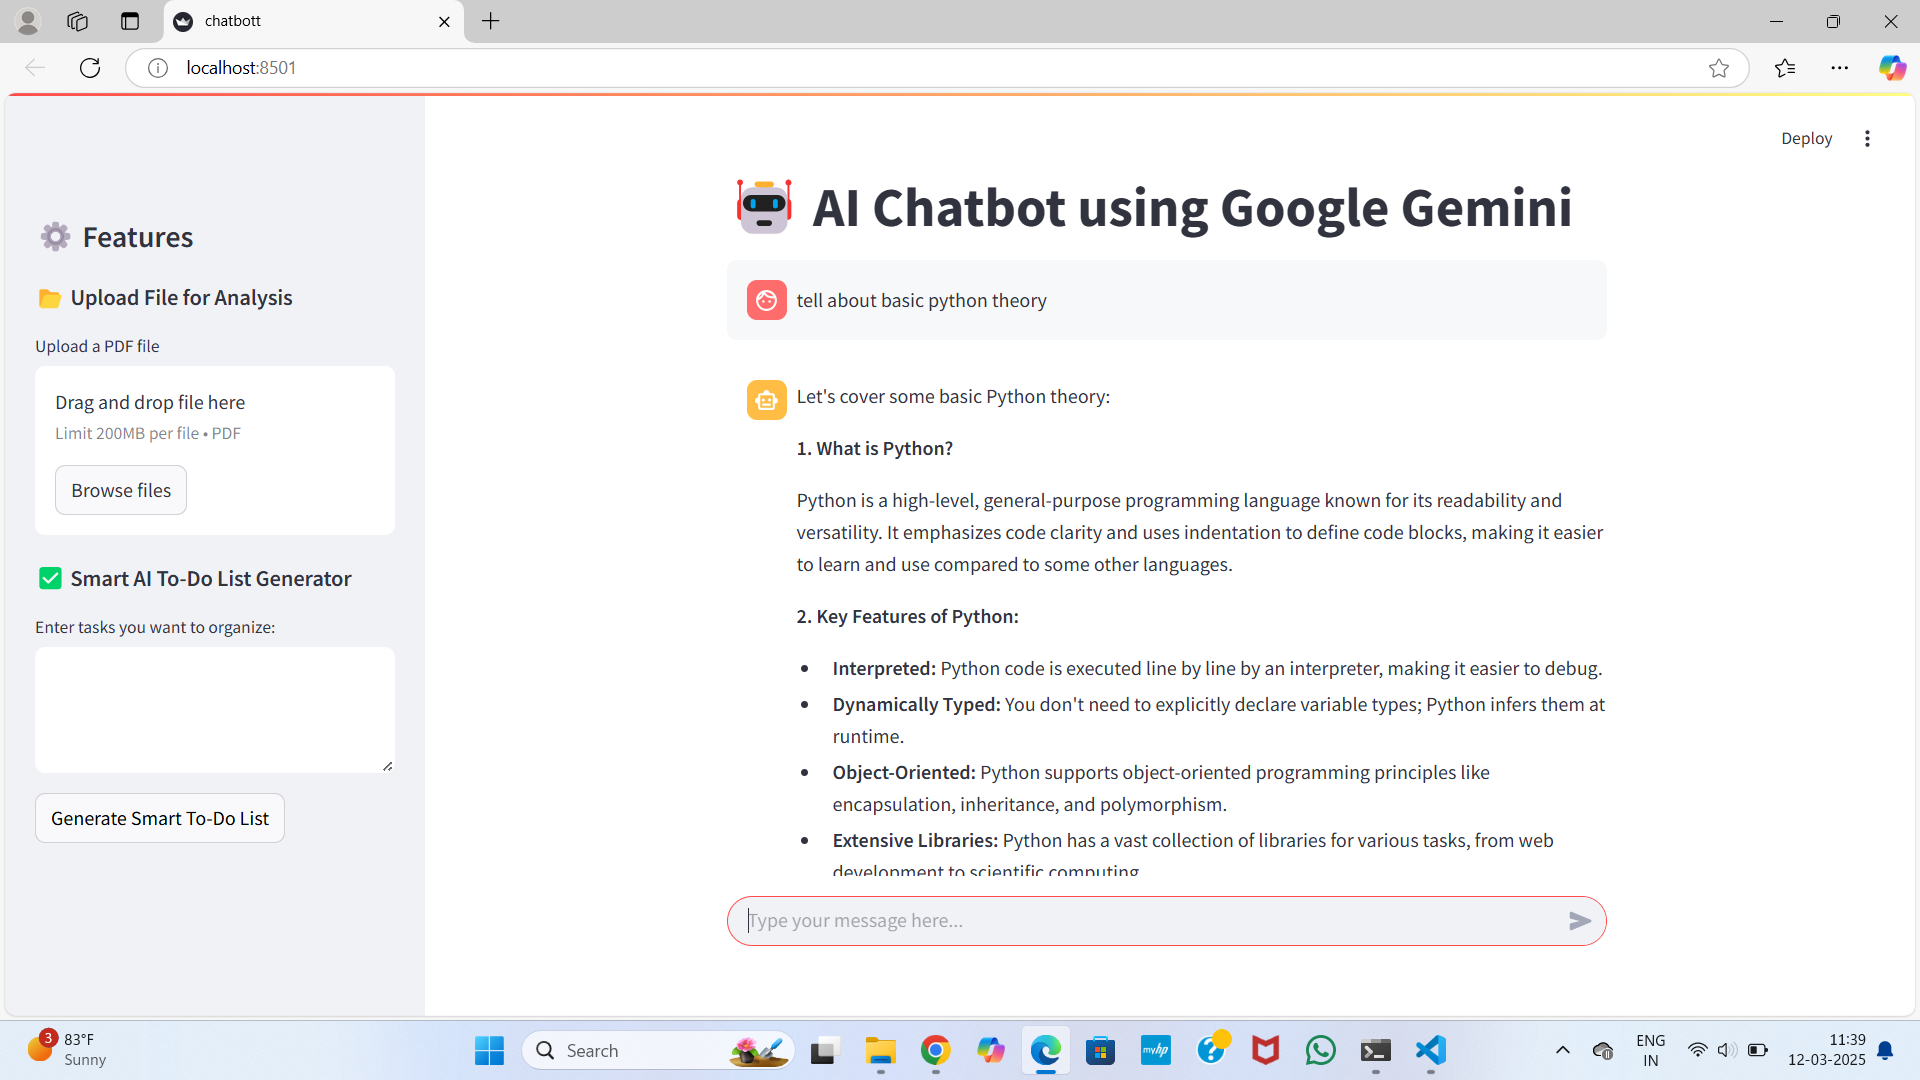 chatbott
localhost:8501
Deploy
Features
Upload File for Analysis
Upload a PDF file
Drag and drop file here
Limit 200MB per file • PDF
Browse files
Smart AI To-Do List Generator
Enter tasks you want to organize:
Generate Smart To-Do List
AI Chatbot using Google Gemini
tell about basic python theory
Let's cover some basic Python theory:
1. What is Python?
Python is a high-level, general-purpose programming language known for its readability and
versatility. It emphasizes code clarity and uses indentation to define code blocks, making it easier
to learn and use compared to some other languages.
2. Key Features of Python:
• Interpreted: Python code is executed line by line by an interpreter, making it easier to debug.
• Dynamically Typed: You don't need to explicitly declare variable types; Python infers them at
runtime.
• Object-Oriented: Python supports object-oriented programming principles like
encapsulation, inheritance, and polymorphism.
• Extensive Libraries: Python has a vast collection of libraries for various tasks, from web
development to scientific computing
Type your message here...
3
83°F
Sunny
Search
myhp
ENG
IN
11:39
12-03-2025